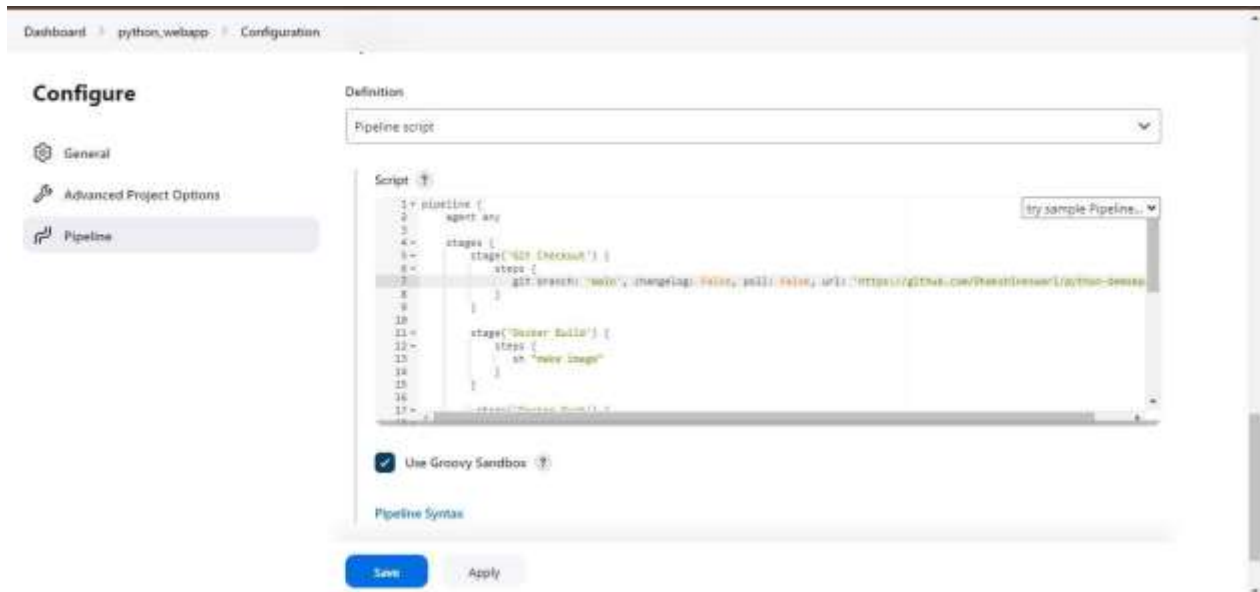 Dashboard > python_webapp > Configuration
Configure
General
Advanced Project Options
Pipeline
Definition
Pipeline script
Script ?
try sample Pipeline...
1 pipeline {
2 agent any
3
4 stages {
5 stage('Git Checkout') {
6 steps {
7 git branch: 'main', changelog: false, poll: false, url: 'https://github.com/
8 }
9 }
10
11 stage('Docker Build') {
12 steps {
13 sh "make image"
14 }
15 }
16
17 stage('Docker Push') {
Use Groovy Sandbox ?
Pipeline Syntax
Save
Apply